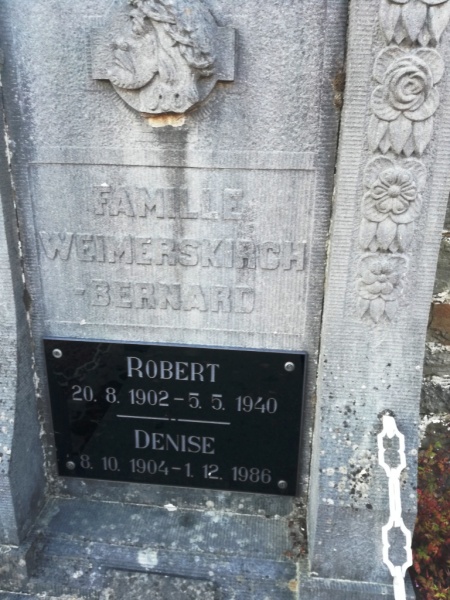 FAMILLE
WEIMERSKIRCH
-BERNARD
ROBERT
20. 8. 1902 – 5. 5. 1940
DENISE
8. 10. 1904 – 1. 12. 1986